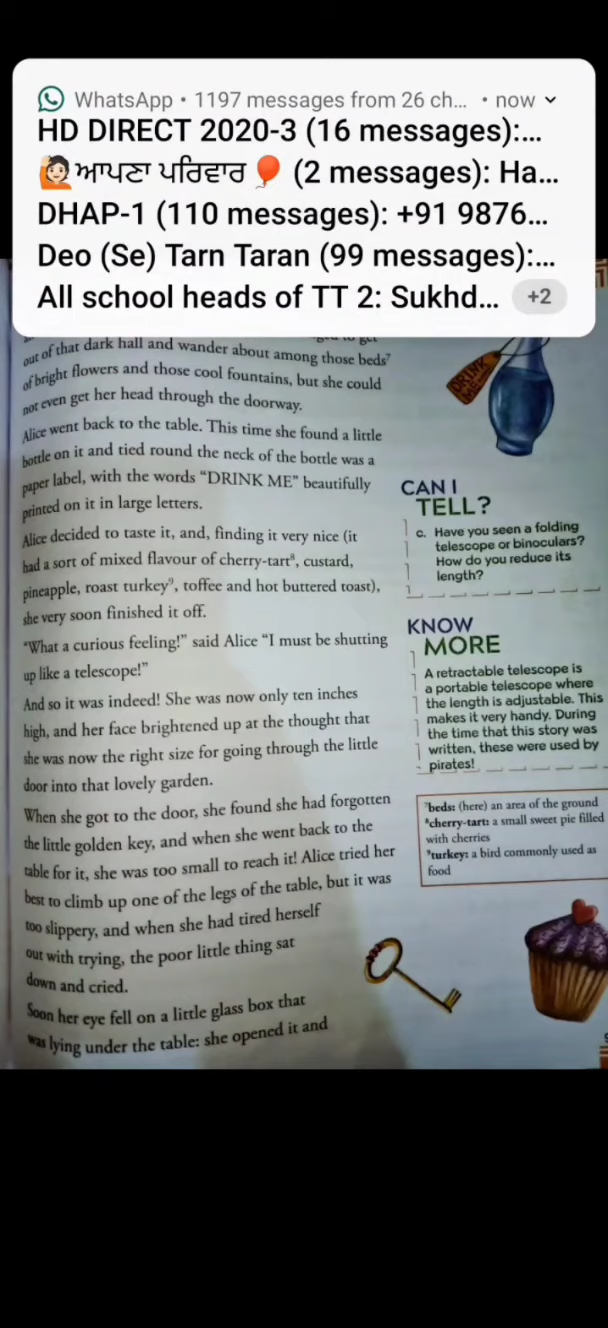 WhatsApp • 1197 messages from 26 ch... • now
HD DIRECT 2020-3 (16 messages):...
🙋🏻ਆਪਣਾ ਪਰਿਵਾਰ🎈 (2 messages): Ha...
DHAP-1 (110 messages): +91 9876...
Deo (Se) Tarn Taran (99 messages):...
All school heads of TT 2: Sukhd...
+2
to get
out of that dark hall and wander about among those beds⁷
of bright flowers and those cool fountains, but she could
not even get her head through the doorway.
Alice went back to the table. This time she found a little
bottle on it and tied round the neck of the bottle was a
paper label, with the words “DRINK ME” beautifully
printed on it in large letters.
Alice decided to taste it, and, finding it very nice (it
had a sort of mixed flavour of cherry-tart⁸, custard,
pineapple, roast turkey⁹, toffee and hot buttered toast),
she very soon finished it off.
“What a curious feeling!” said Alice “I must be shutting
up like a telescope!”
And so it was indeed! She was now only ten inches
high, and her face brightened up at the thought that
she was now the right size for going through the little
door into that lovely garden.
When she got to the door, she found she had forgotten
the little golden key, and when she went back to the
table for it, she was too small to reach it! Alice tried her
best to climb up one of the legs of the table, but it was
too slippery, and when she had tired herself
out with trying, the poor little thing sat
down and cried.
Soon her eye fell on a little glass box that
was lying under the table: she opened it and
DRINK
ME
CAN I
TELL?
c. Have you seen a folding
telescope or binoculars?
How do you reduce its
length?
KNOW
MORE
A retractable telescope is
a portable telescope where
the length is adjustable. This
makes it very handy. During
the time that this story was
written, these were used by
pirates!
⁷beds: (here) an area of the ground
⁸cherry-tart: a small sweet pie filled
with cherries
⁹turkey: a bird commonly used as
food